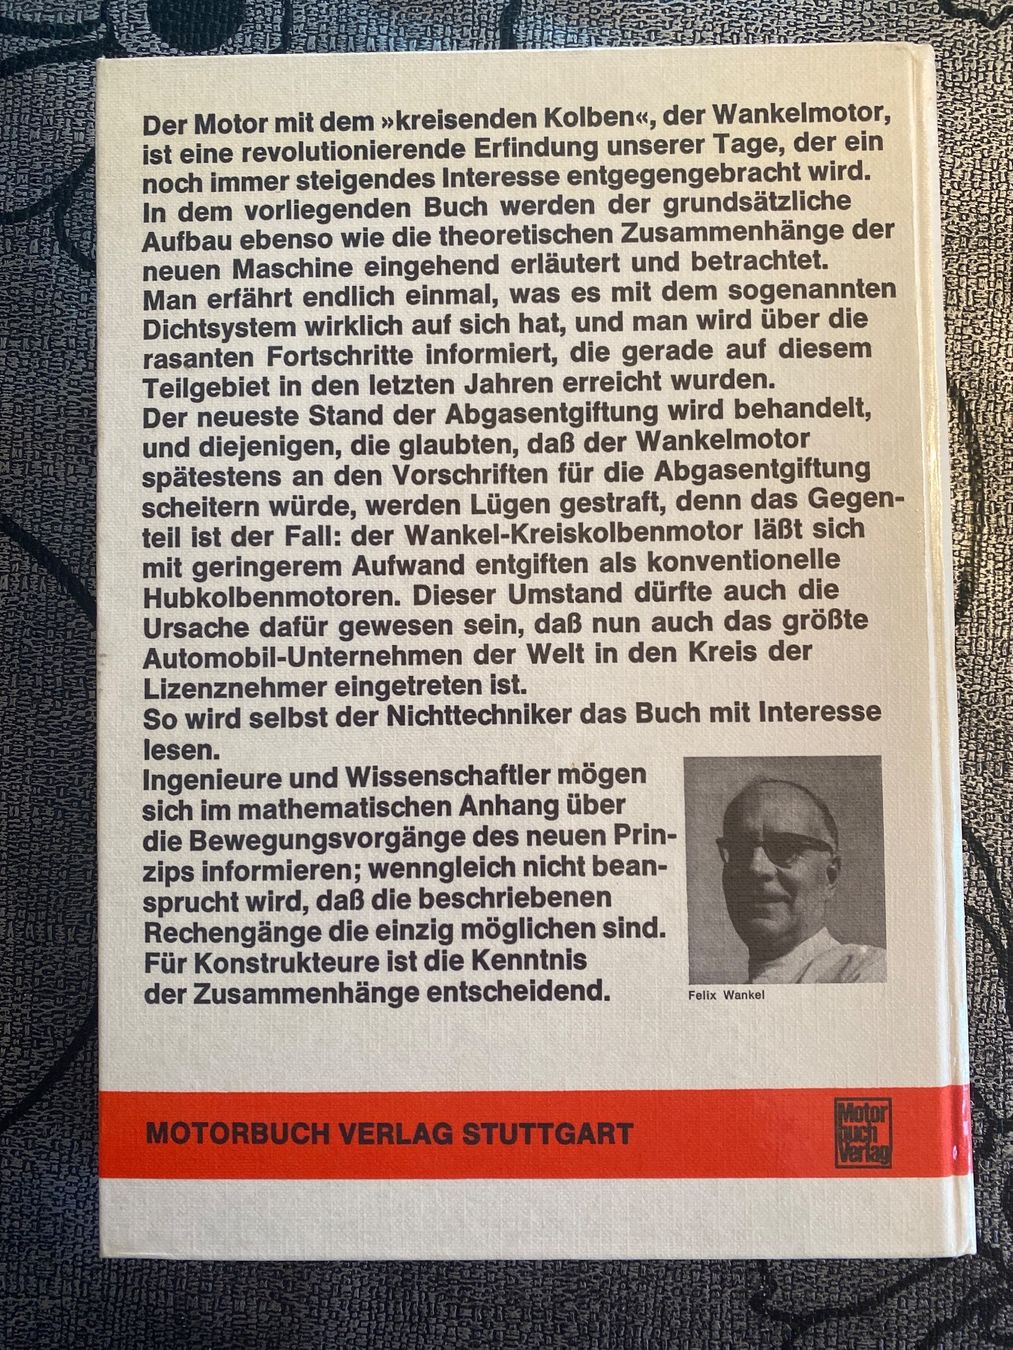 Der Motor mit dem »kreisenden Kolben«, der Wankelmotor,
ist eine revolutionierende Erfindung unserer Tage, der ein
noch immer steigendes Interesse entgegengebracht wird.
In dem vorliegenden Buch werden der grundsätzliche
Aufbau ebenso wie die theoretischen Zusammenhänge der
neuen Maschine eingehend erläutert und betrachtet.
Man erfährt endlich einmal, was es mit dem sogenannten
Dichtsystem wirklich auf sich hat, und man wird über die
rasanten Fortschritte informiert, die gerade auf diesem
Teilgebiet in den letzten Jahren erreicht wurden.
Der neueste Stand der Abgasentgiftung wird behandelt,
und diejenigen, die glaubten, daß der Wankelmotor
spätestens an den Vorschriften für die Abgasentgiftung
scheitern würde, werden Lügen gestraft, denn das Gegen-
teil ist der Fall: der Wankel-Kreiskolbenmotor läßt sich
mit geringerem Aufwand entgiften als konventionelle
Hubkolbenmotoren. Dieser Umstand dürfte auch die
Ursache dafür gewesen sein, daß nun auch das größte
Automobil-Unternehmen der Welt in den Kreis der
Lizenznehmer eingetreten ist.
So wird selbst der Nichttechniker das Buch mit Interesse
lesen.
Ingenieure und Wissenschaftler mögen
sich im mathematischen Anhang über
die Bewegungsvorgänge des neuen Prin-
zips informieren; wenngleich nicht bean-
sprucht wird, daß die beschriebenen
Rechengänge die einzig möglichen sind.
Für Konstrukteure ist die Kenntnis
der Zusammenhänge entscheidend.
Felix Wankel
MOTORBUCH VERLAG STUTTGART
Motor
buch
Verlag